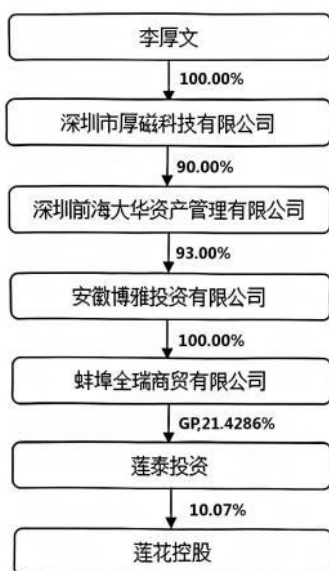 李厚文
100.00%
深圳市厚磁科技有限公司
90.00%
深圳前海大华资产管理有限公司
93.00%
安徽博雅投资有限公司
100.00%
蚌埠全瑞商贸有限公司
GP,21.4286%
莲泰投资
10.07%
莲花控股